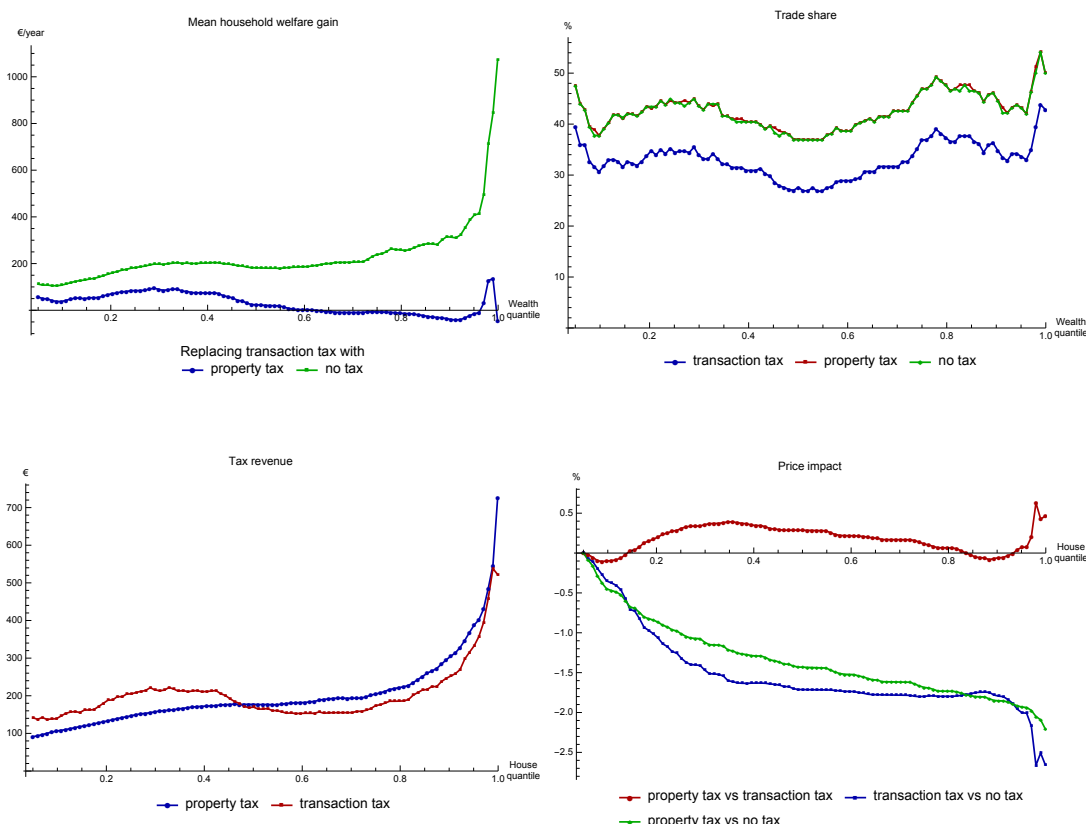 Mean household welfare gain
€/year
1000
800
600
400
200
0.2 0.4 0.6 0.8 1.0
Wealth
quantile
Replacing transaction tax with
property tax no tax
Trade share
%
50
40
30
20
10
0.2 0.4 0.6 0.8 1.0
Wealth
quantile
transaction tax property tax no tax
Tax revenue
€
700
600
500
400
300
200
100
0.2 0.4 0.6 0.8 1.0
House
quantile
property tax transaction tax
Price impact
%
0.5
0.2 0.4 0.6 0.8 1.0
House
quantile
−0.5
−1.0
−1.5
−2.0
−2.5
property tax vs transaction tax transaction tax vs no tax
property tax vs no tax